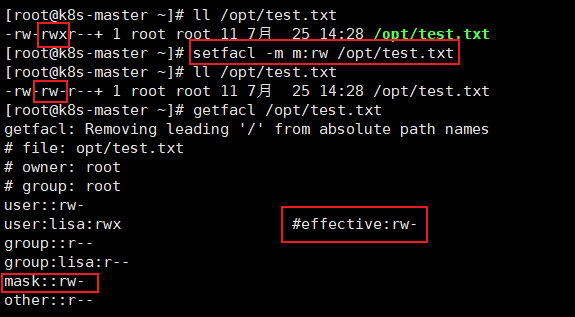 [root@k8s-master ~]# ll /opt/test.txt
-rw-rwxr--+ 1 root root 11 7月  25 14:28 /opt/test.txt
[root@k8s-master ~]# setfacl -m m:rw /opt/test.txt
[root@k8s-master ~]# ll /opt/test.txt
-rw-rw-r--+ 1 root root 11 7月  25 14:28 /opt/test.txt
[root@k8s-master ~]# getfacl /opt/test.txt
getfacl: Removing leading '/' from absolute path names
# file: opt/test.txt
# owner: root
# group: root
user::rw-
user:lisa:rwx #effective:rw-
group::r--
group:lisa:r--
mask::rw-
other::r--